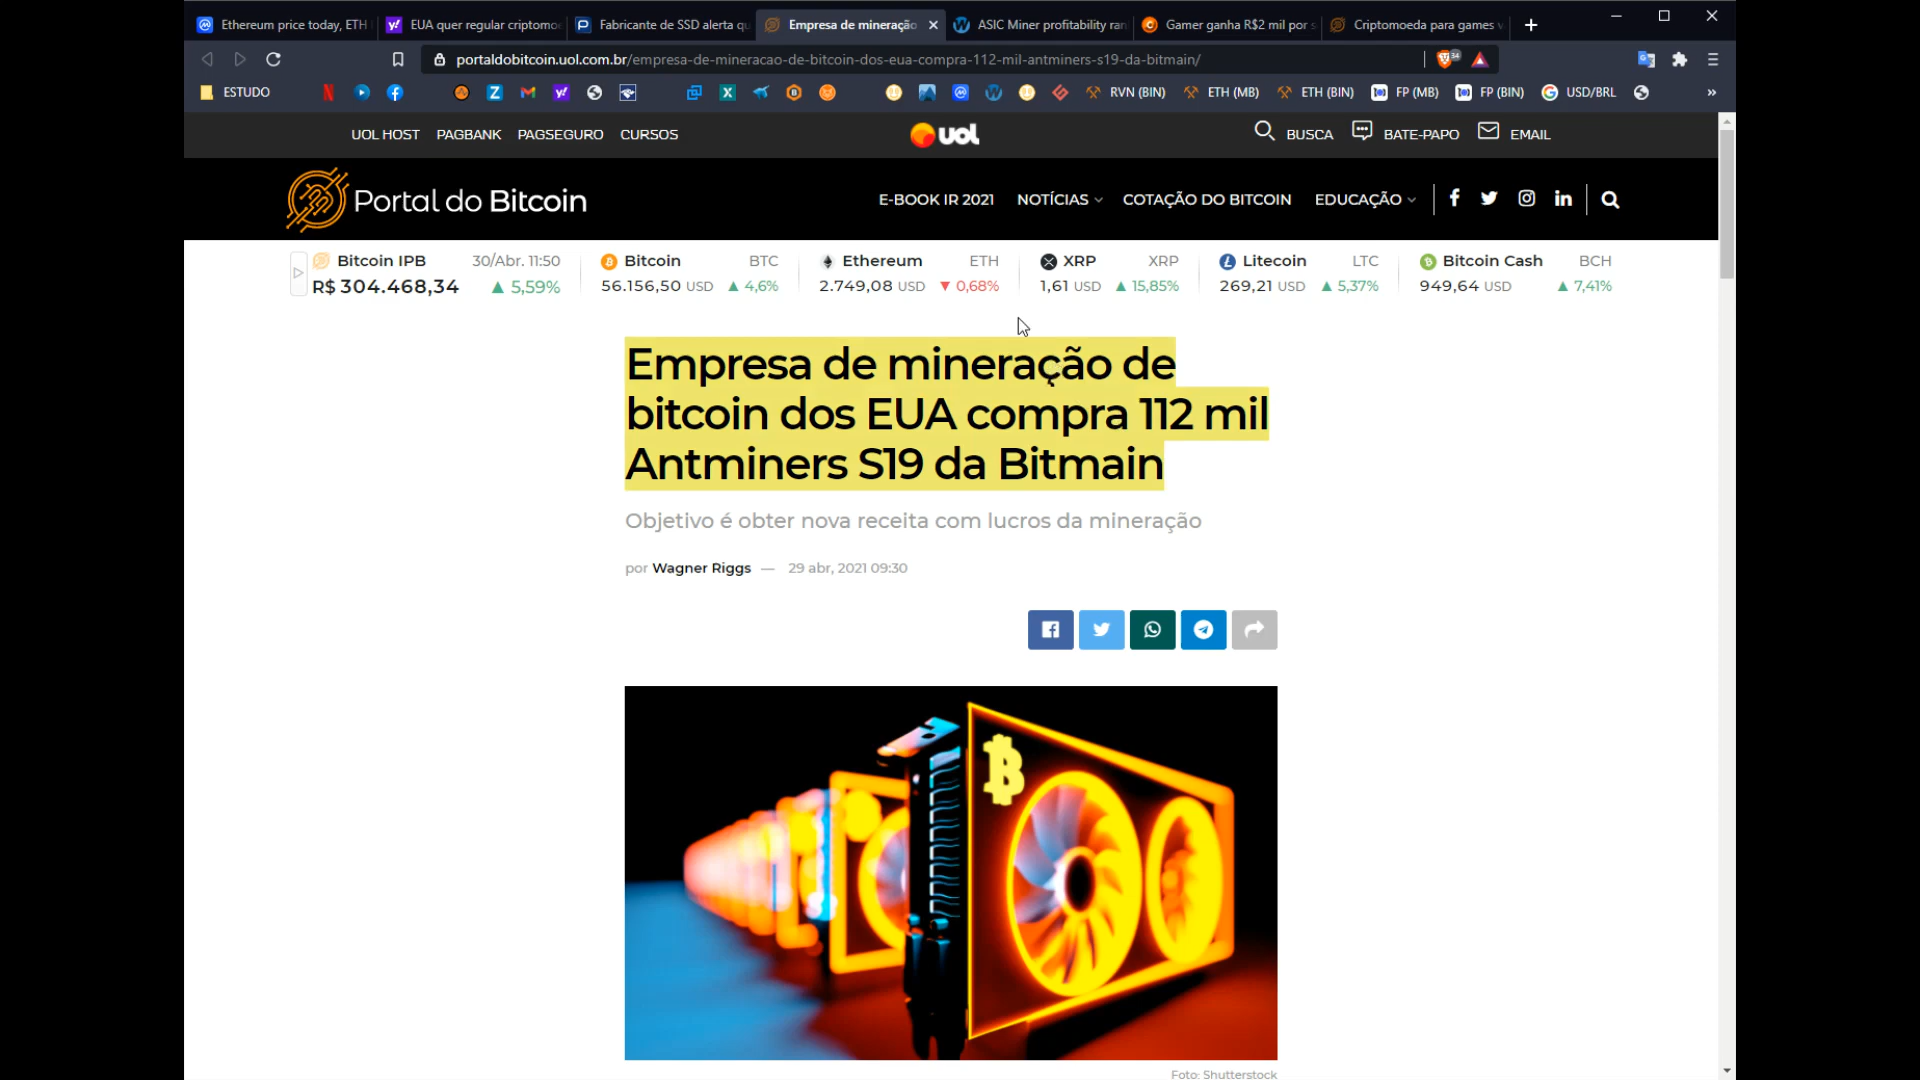 Ethereum price today, ETH
EUA quer regular criptomo
Fabricante de SSD alerta qu
Empresa de mineração
ASIC Miner profitability ran
Gamer ganha R$2 mil por s
Criptomoeda para games v
portaldobitcoin.uol.com.br/empresa-de-mineracao-de-bitcoin-dos-eua-compra-112-mil-antminers-s19-da-bitmain/
ESTUDO
RVN (BIN)
ETH (MB)
ETH (BIN)
FP (MB)
FP (BIN)
USD/BRL
UOL HOST PAGBANK PAGSEGURO CURSOS
uol
BUSCA BATE-PAPO EMAIL
Portal do Bitcoin
E-BOOK IR 2021 NOTÍCIAS COTAÇÃO DO BITCOIN EDUCAÇÃO
Bitcoin IPB 30/Abr. 11:50
R$ 304.468,34 ▲ 5,59%
Bitcoin BTC
56.156,50 USD ▲ 4,6%
Ethereum ETH
2.749,08 USD ▼ 0,68%
XRP XRP
1,61 USD ▲ 15,85%
Litecoin LTC
269,21 USD ▲ 5,37%
Bitcoin Cash BCH
949,64 USD ▲ 7,41%
Empresa de mineração de
bitcoin dos EUA compra 112 mil
Antminers S19 da Bitmain
Objetivo é obter nova receita com lucros da mineração
por Wagner Riggs — 29 abr, 2021 09:30
Foto: Shutterstock